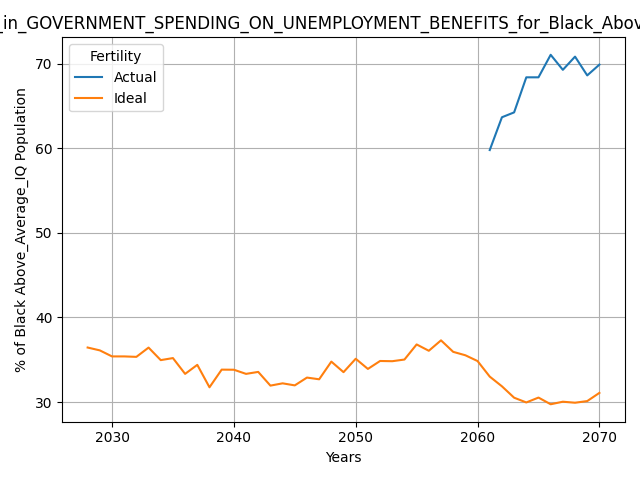 _in_GOVERNMENT_SPENDING_ON_UNEMPLOYMENT_BENEFITS_for_Black_Abov
Fertility
Actual
Ideal
% of Black Above_Average_IQ Population
70
60
50
40
30
2030 2040 2050 2060 2070
Years